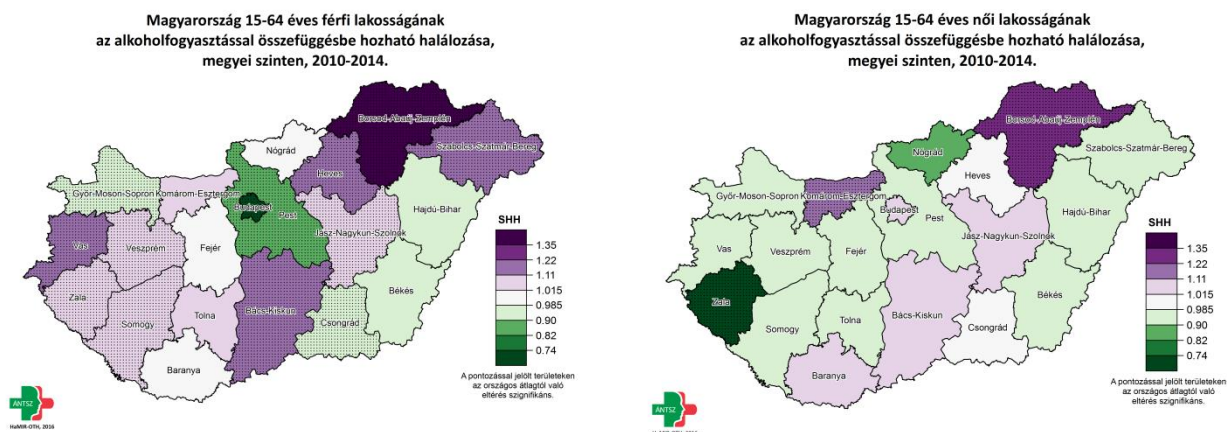 Magyarország 15-64 éves férfi lakosságának
az alkoholfogyasztással összefüggésbe hozható halálozása,
megyei szinten, 2010-2014.
Borsod-Abaúj-Zemplén
Szabolcs-Szatmár-Bereg
Nógrád
Heves
Győr-Moson-Sopron
Komárom-Esztergom
Budapest
Pest
Hajdú-Bihar
Jász-Nagykun-Szolnok
Vas
Veszprém
Fejér
Békés
Zala
Somogy
Tolna
Bács-Kiskun
Csongrád
Baranya
SHH
1.35
1.22
1.11
1.015
0.985
0.90
0.82
0.74
A pontozással jelölt területeken
az országos átlagtól való
eltérés szignifikáns.
ÁNTSZ
HaMIR-OTH, 2016
Magyarország 15-64 éves női lakosságának
az alkoholfogyasztással összefüggésbe hozható halálozása,
megyei szinten, 2010-2014.
Borsod-Abaúj-Zemplén
Szabolcs-Szatmár-Bereg
Nógrád
Heves
Győr-Moson-Sopron
Komárom-Esztergom
Budapest
Pest
Hajdú-Bihar
Jász-Nagykun-Szolnok
Vas
Veszprém
Fejér
Békés
Zala
Somogy
Tolna
Bács-Kiskun
Csongrád
Baranya
SHH
1.35
1.22
1.11
1.015
0.985
0.90
0.82
0.74
A pontozással jelölt területeken
az országos átlagtól való
eltérés szignifikáns.
ÁNTSZ